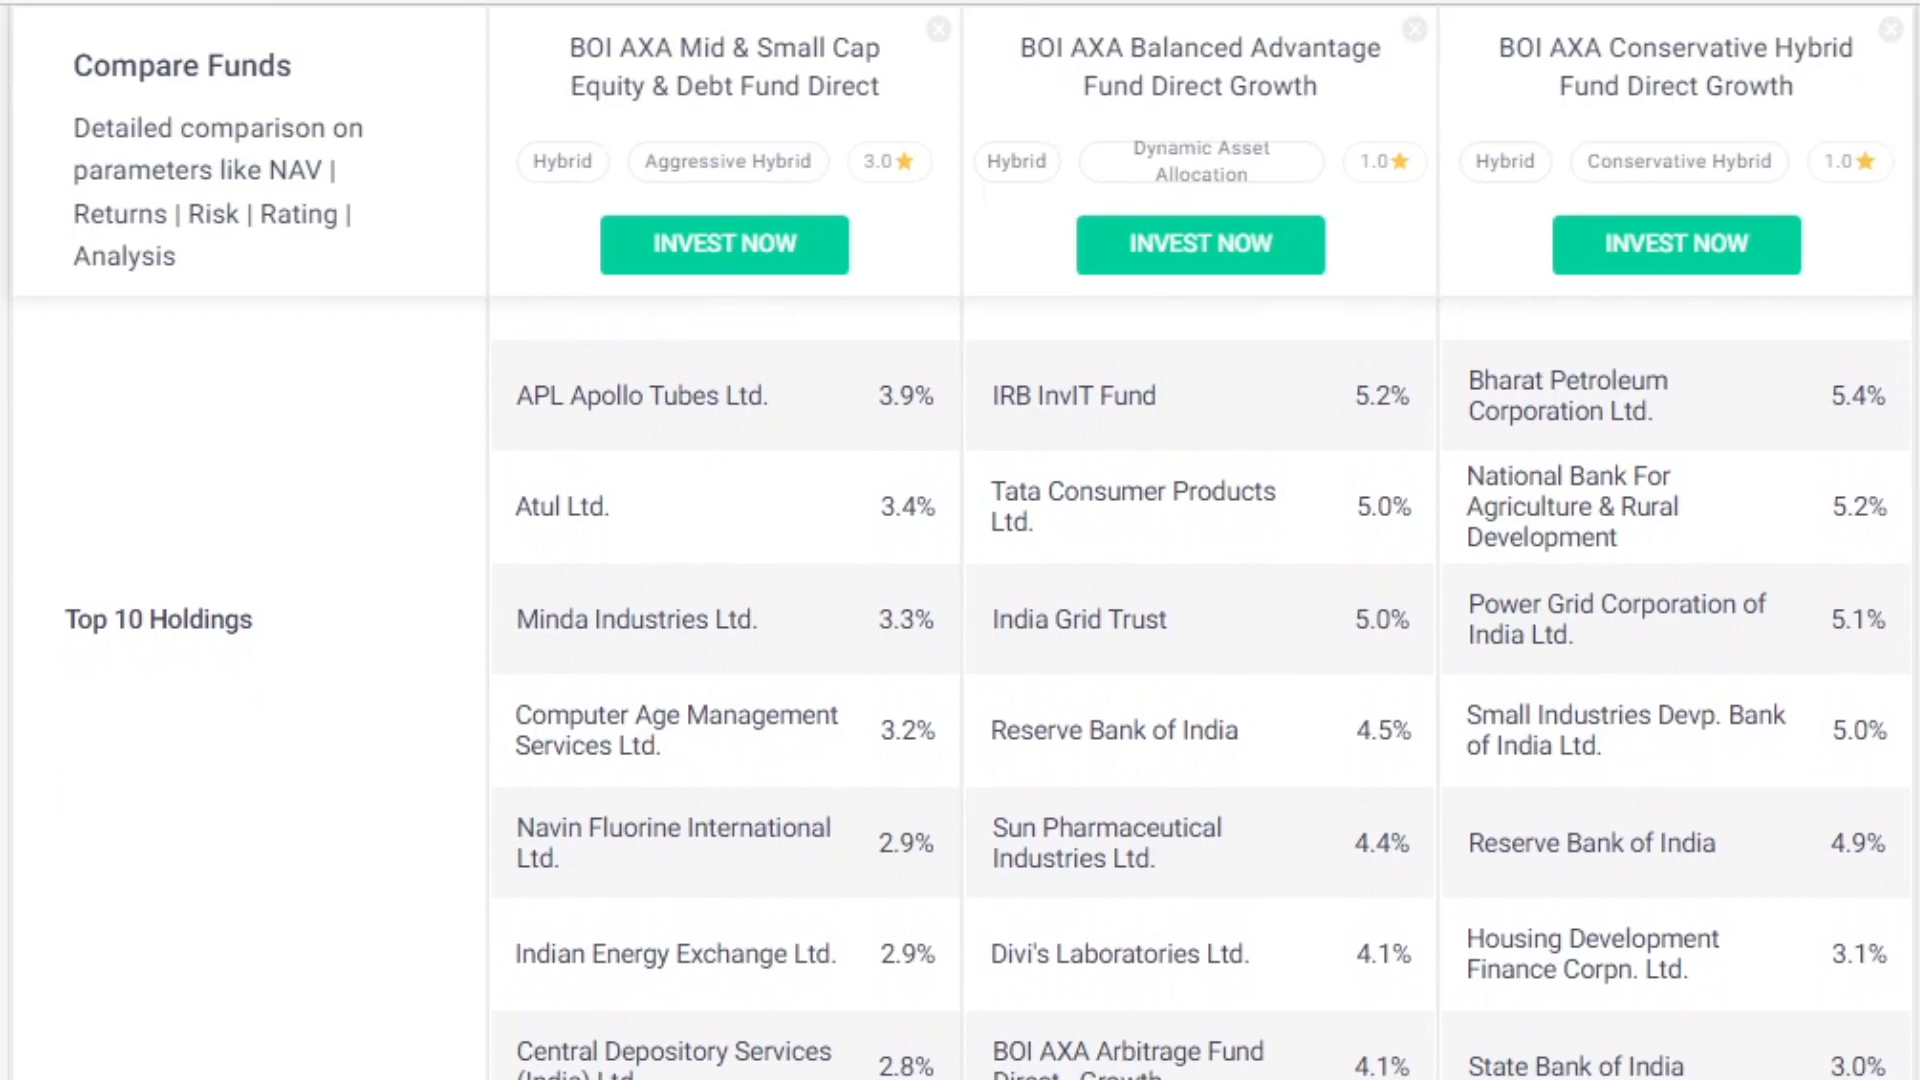 Compare Funds
Detailed comparison on
parameters like NAV |
Returns | Risk | Rating |
Analysis
BOI AXA Mid & Small Cap
Equity & Debt Fund Direct
Hybrid
Aggressive Hybrid
3.0
INVEST NOW
BOI AXA Balanced Advantage
Fund Direct Growth
Hybrid
Dynamic Asset
Allocation
1.0
INVEST NOW
BOI AXA Conservative Hybrid
Fund Direct Growth
Hybrid
Conservative Hybrid
1.0
INVEST NOW
Top 10 Holdings
APL Apollo Tubes Ltd. 3.9%
Atul Ltd. 3.4%
Minda Industries Ltd. 3.3%
Computer Age Management
Services Ltd. 3.2%
Navin Fluorine International
Ltd. 2.9%
Indian Energy Exchange Ltd. 2.9%
Central Depository Services
(India) Ltd. 2.8%
IRB InvIT Fund 5.2%
Tata Consumer Products
Ltd. 5.0%
India Grid Trust 5.0%
Reserve Bank of India 4.5%
Sun Pharmaceutical
Industries Ltd. 4.4%
Divi's Laboratories Ltd. 4.1%
BOI AXA Arbitrage Fund
Direct - Growth 4.1%
Bharat Petroleum
Corporation Ltd. 5.4%
National Bank For
Agriculture & Rural
Development 5.2%
Power Grid Corporation of
India Ltd. 5.1%
Small Industries Devp. Bank
of India Ltd. 5.0%
Reserve Bank of India 4.9%
Housing Development
Finance Corpn. Ltd. 3.1%
State Bank of India 3.0%